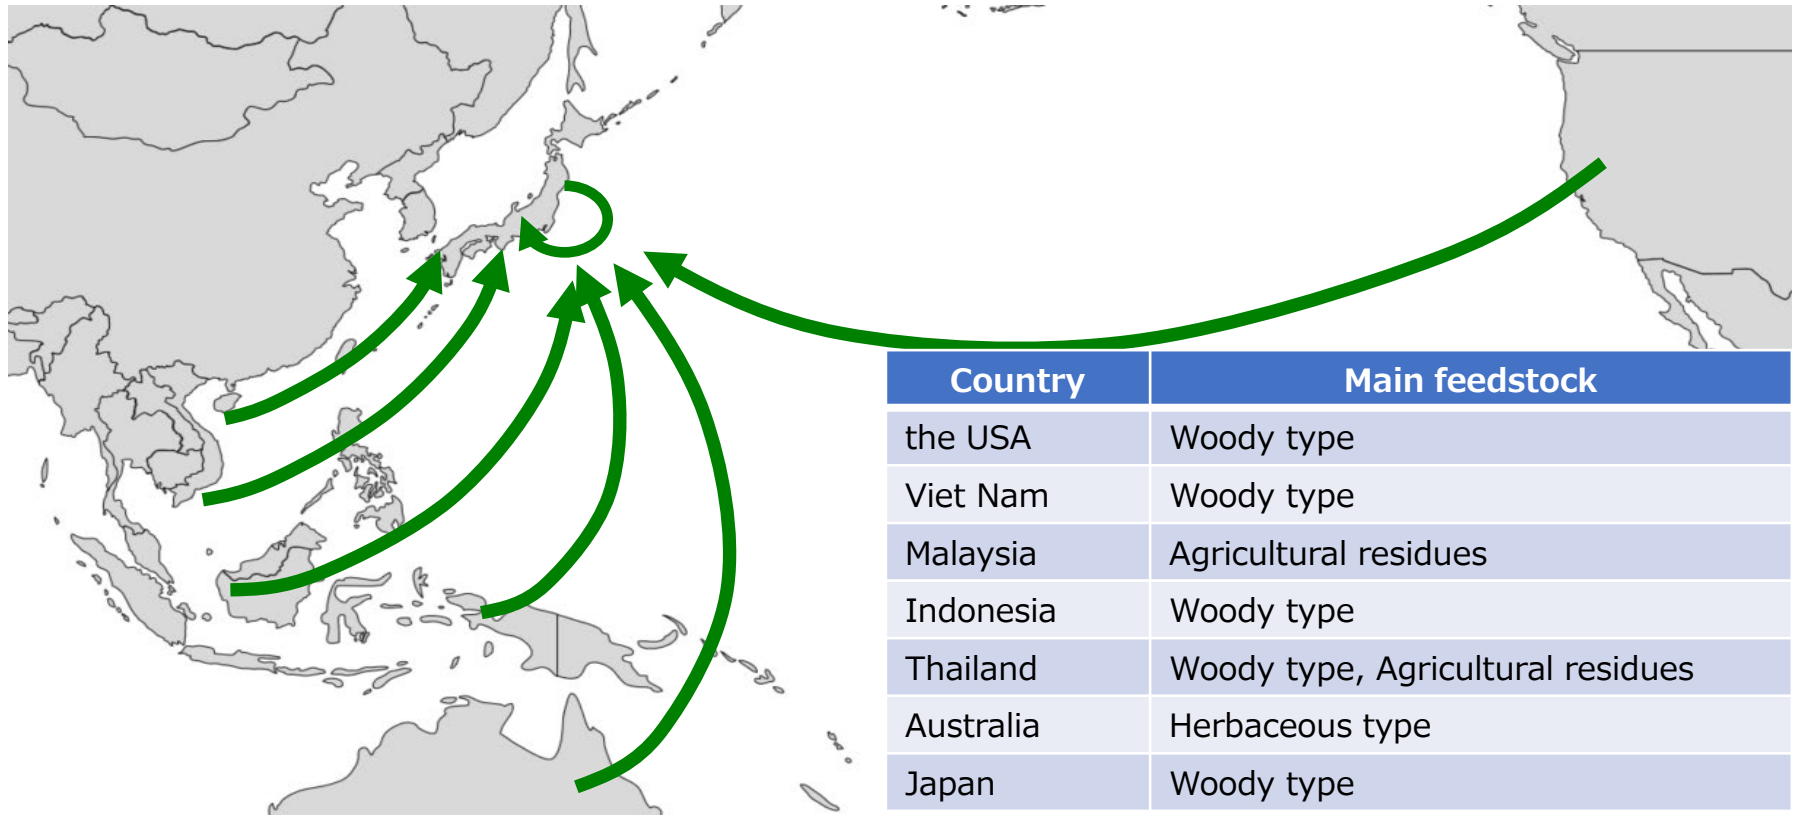 Country Main feedstock
the USA Woody type
Viet Nam Woody type
Malaysia Agricultural residues
Indonesia Woody type
Thailand Woody type, Agricultural residues
Australia Herbaceous type
Japan Woody type